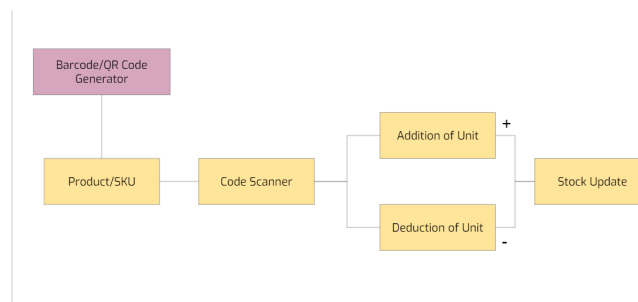 Barcode/QR Code
Generator
Addition of Unit
+
Product/SKU
Code Scanner
Stock Update
Deduction of Unit
-